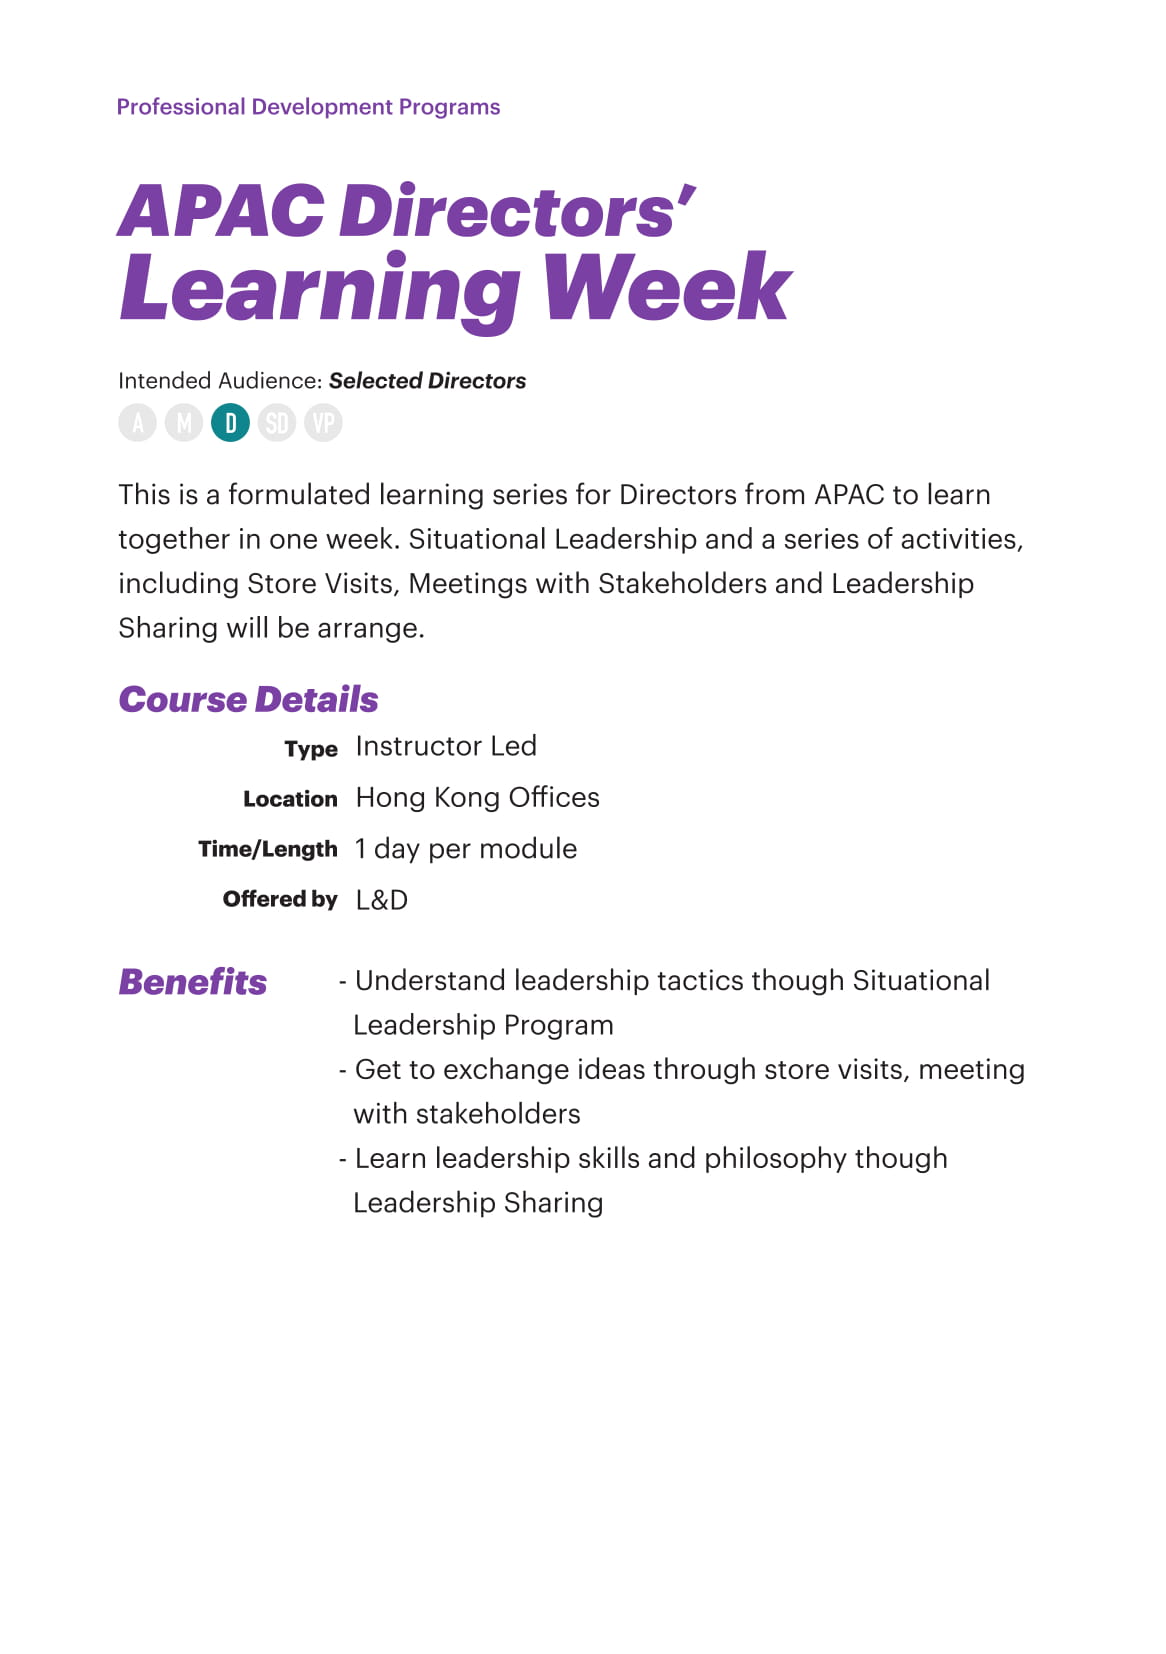 Professional Development Programs
APAC Directors’
Learning Week
Intended Audience: Selected Directors
A M D SD VP
This is a formulated learning series for Directors from APAC to learn
together in one week. Situational Leadership and a series of activities,
including Store Visits, Meetings with Stakeholders and Leadership
Sharing will be arrange.
Course Details
Type Instructor Led
Location Hong Kong Offices
Time/Length 1 day per module
Offered by L&D
Benefits - Understand leadership tactics though Situational
Leadership Program
- Get to exchange ideas through store visits, meeting
with stakeholders
- Learn leadership skills and philosophy though
Leadership Sharing